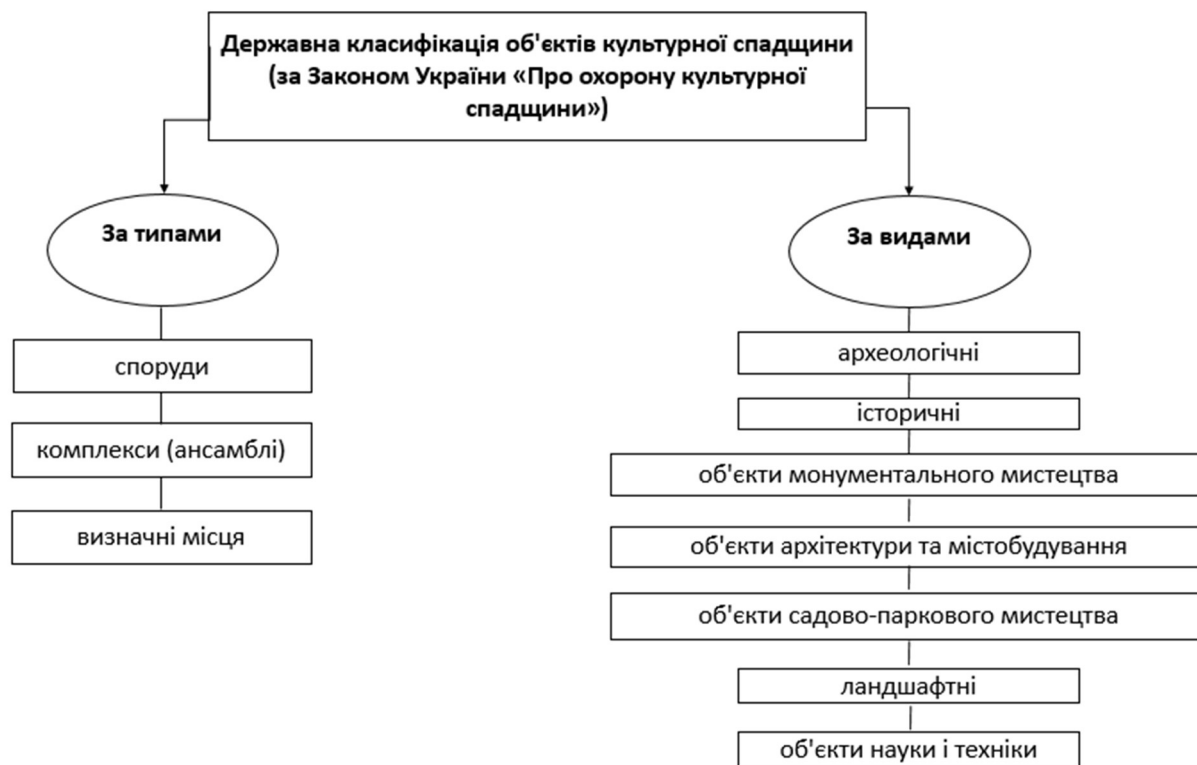 Державна класифікація об'єктів культурної спадщини
(за Законом України «Про охорону культурної
спадщини»)
За типами
споруди
комплекси (ансамблі)
визначні місця
За видами
археологічні
історичні
об'єкти монументального мистецтва
об'єкти архітектури та містобудування
об'єкти садово-паркового мистецтва
ландшафтні
об'єкти науки і техніки